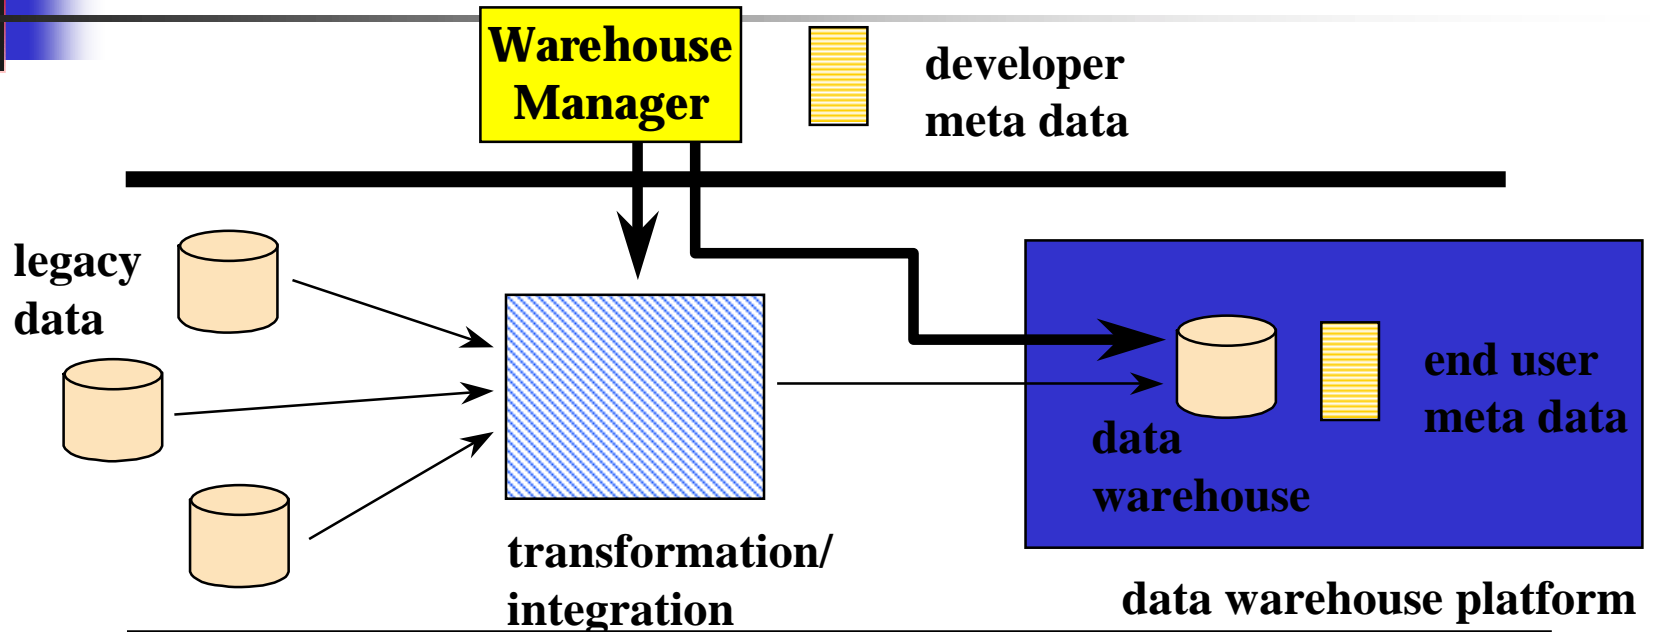 Warehouse
Manager
developer
meta data
legacy
data
end user
meta data
data
warehouse
transformation/
integration
data warehouse platform